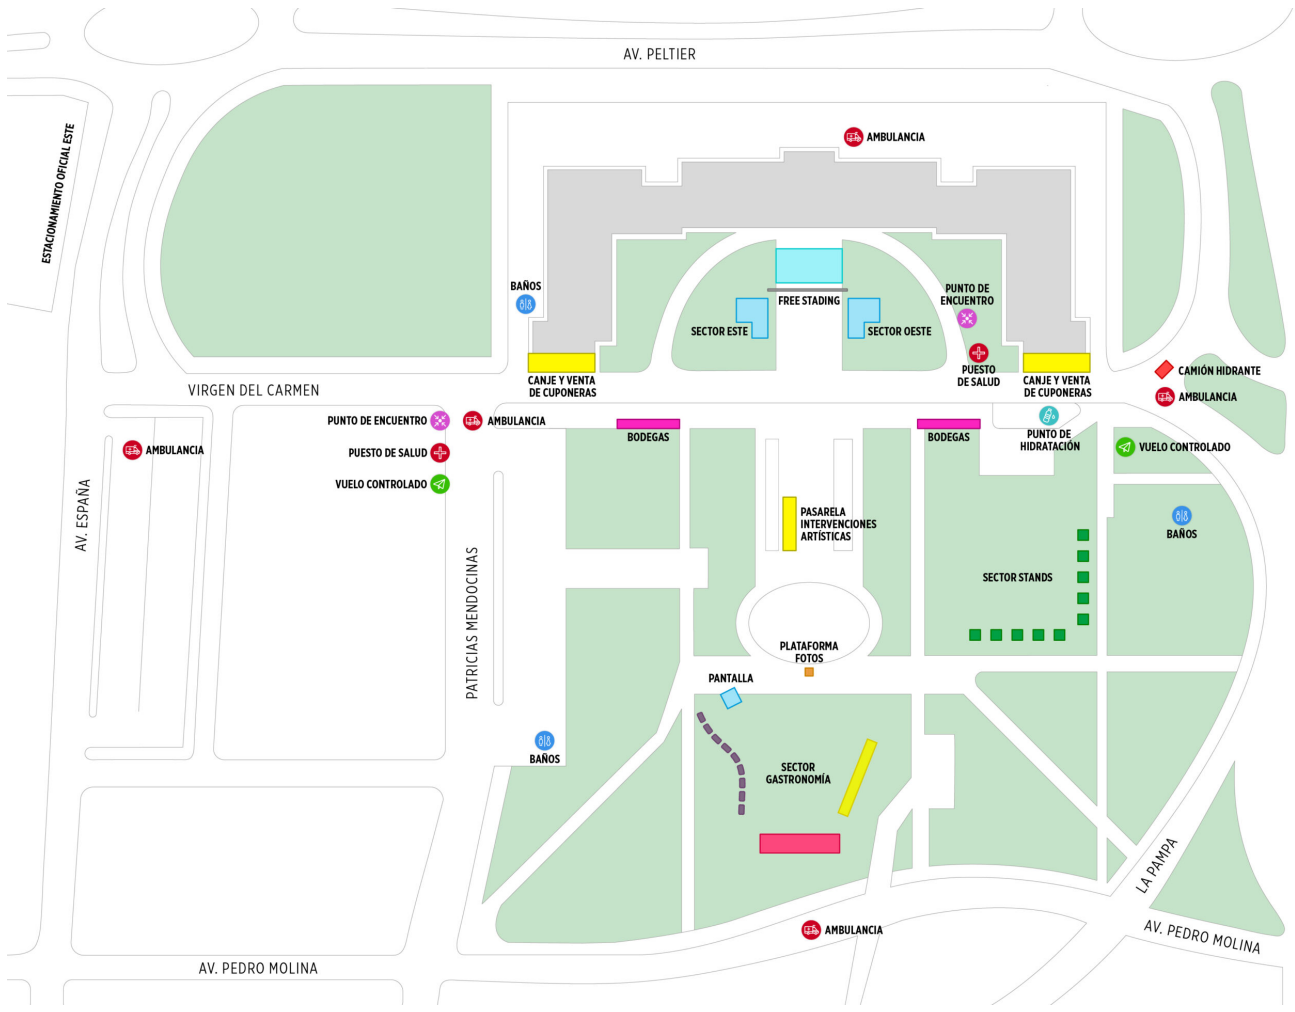 AV. PELTIER
ESTACIONAMIENTO OFICIAL ESTE
AMBULANCIA
BAÑOS
FREE STADING
PUNTO DE
ENCUENTRO
SECTOR ESTE
SECTOR OESTE
PUESTO
DE SALUD
CANJE Y VENTA
DE CUPONERAS
CANJE Y VENTA
DE CUPONERAS
CAMIÓN HIDRANTE
AMBULANCIA
VIRGEN DEL CARMEN
PUNTO DE ENCUENTRO
AMBULANCIA
BODEGAS
BODEGAS
PUNTO DE
HIDRATACIÓN
VUELO CONTROLADO
AMBULANCIA
PUESTO DE SALUD
VUELO CONTROLADO
AV. ESPAÑA
PASARELA
INTERVENCIONES
ARTÍSTICAS
BAÑOS
PATRICIAS MENDOCINAS
SECTOR STANDS
PLATAFORMA
FOTOS
PANTALLA
BAÑOS
SECTOR
GASTRONOMÍA
LA PAMPA
AMBULANCIA
AV. PEDRO MOLINA
AV. PEDRO MOLINA